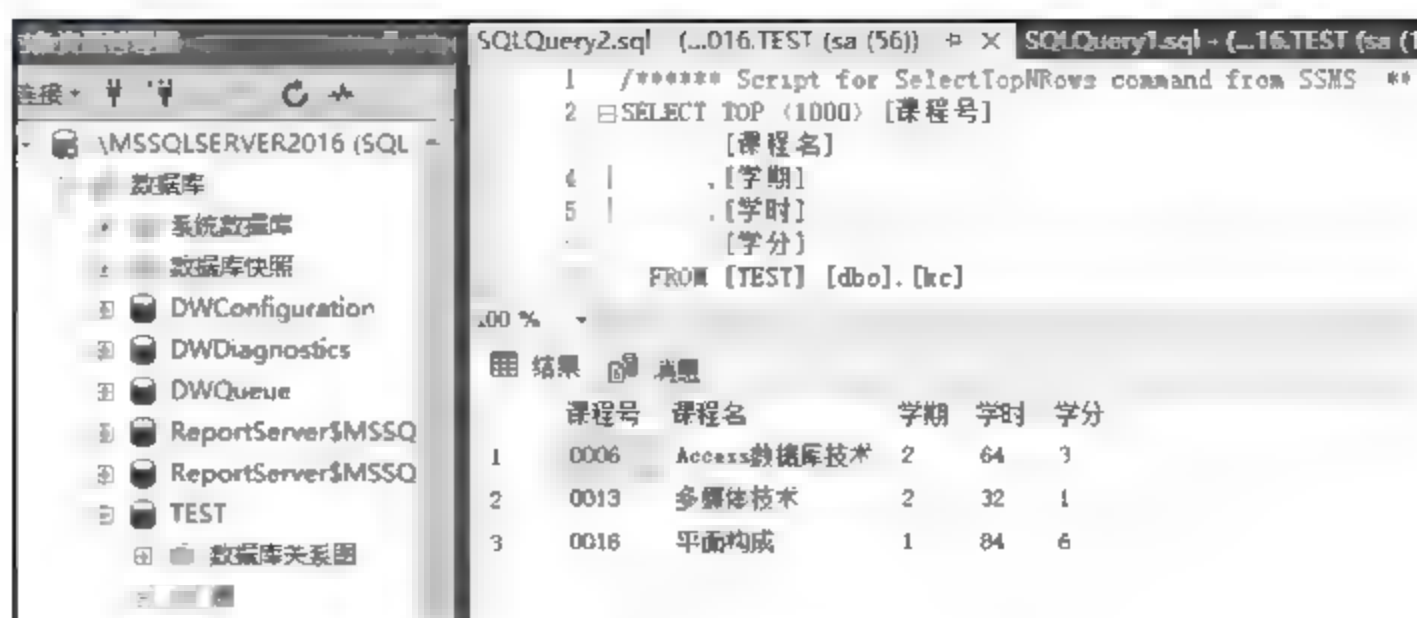 SQLQuery2.sql (...016.TEST (sa (56)) SQLQuery1.sql - (...16.TEST (sa (1
连接
\MSSQLSERVER2016 (SQL
数据库
系统数据库
数据库快照
DWConfiguration
DWDiagnostics
DWQueue
ReportServer$MSSQ
ReportServer$MSSQ
TEST
数据库关系图
1 /****** Script for SelectTopNRows command from SSMS **
2 SELECT TOP (1000) [课程号]
[课程名]
4 ,[学期]
5 ,[学时]
[学分]
FROM [TEST] [dbo].[kc]
.00 %
结果 消息
课程号 课程名 学期 学时 学分
1 0006 Access数据库技术 2 64 3
2 0013 多媒体技术 2 32 1
3 0016 平面构成 1 84 6